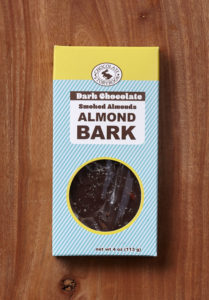 Dark Chocolate
Smoked Almonds
ALMOND
BARK
net wt 4 oz (113 g)